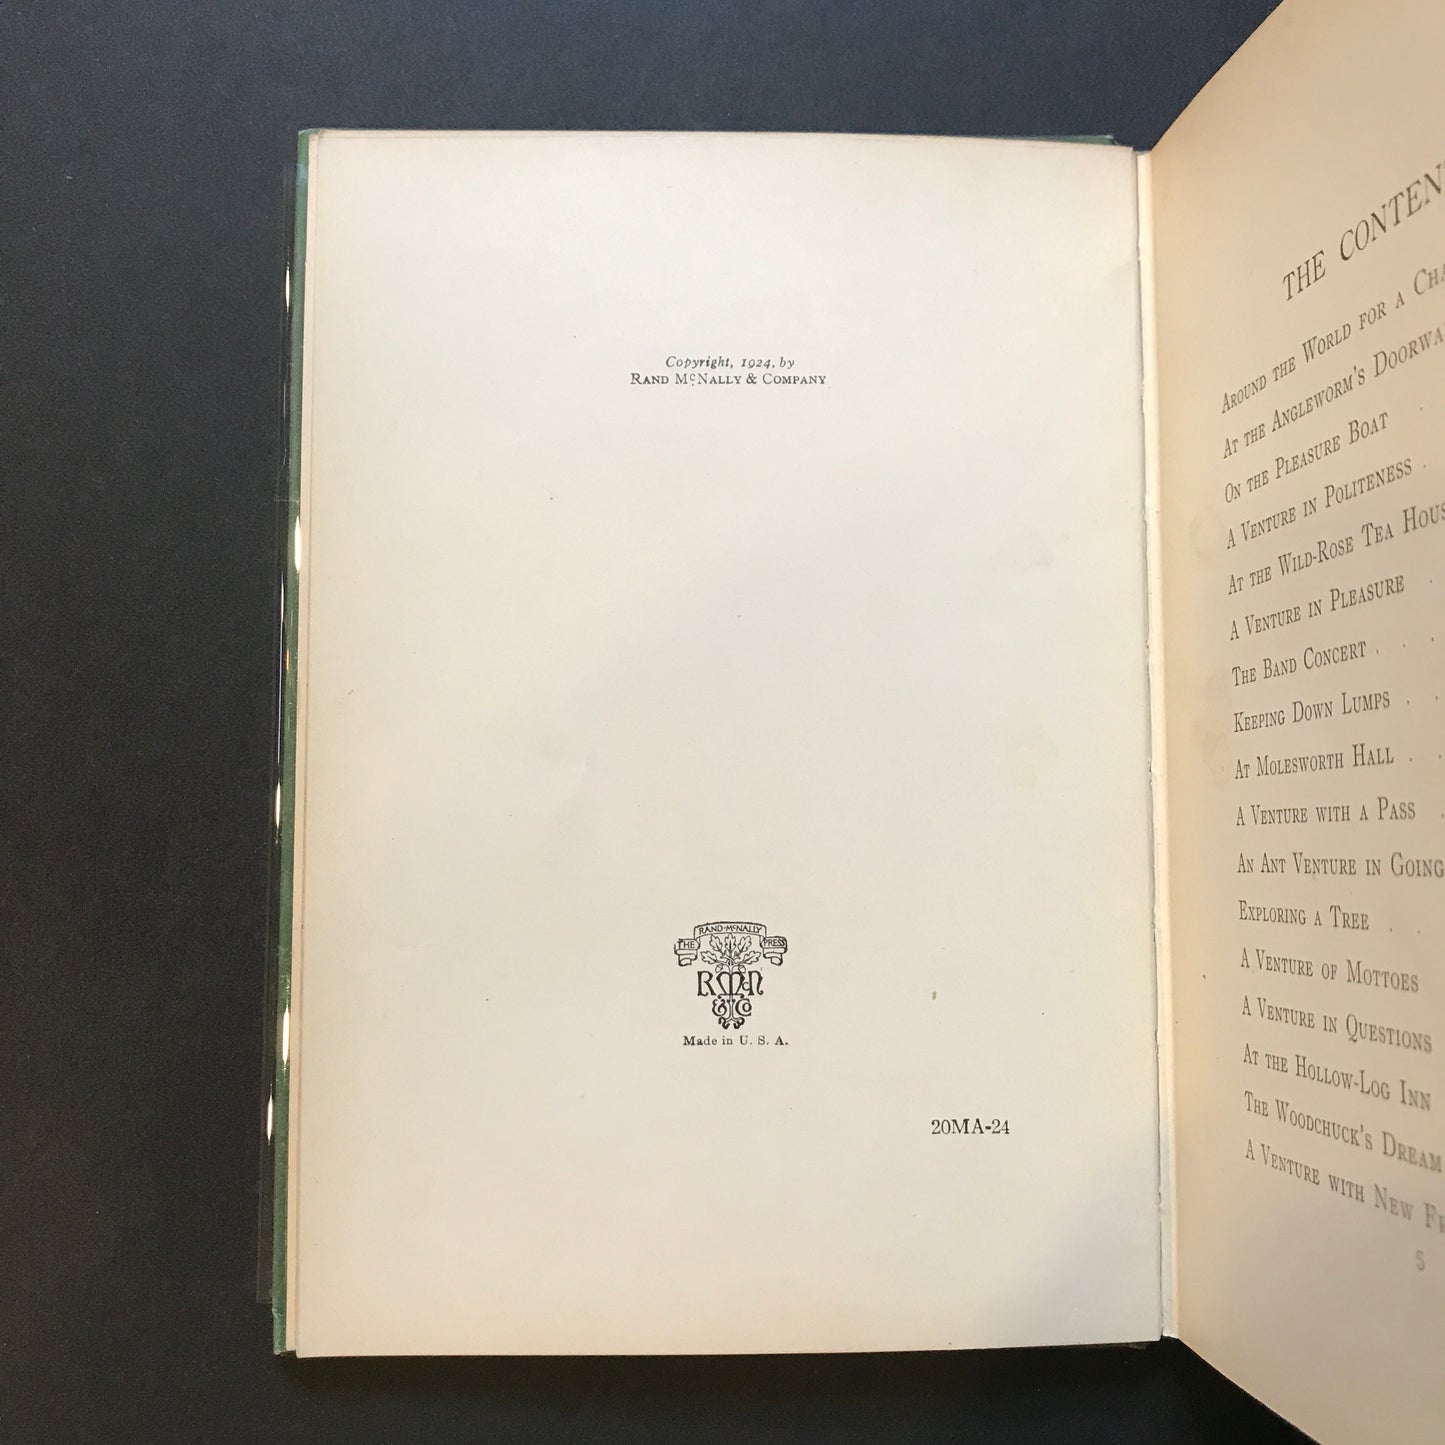 Copyright, 1924, by
RAND McNALLY & COMPANY
THE RAND-McNALLY PRESS
R McN
& Co
Made in U. S. A.
20MA-24
THE
AROUND THE WORLD FOR A
AT THE ANGLEWORM'S
ON THE PLEASURE BOAT .
A VENTURE IN POLITENESS .
AT THE WILD-ROSE TEA
A VENTURE IN PLEASURE .
THE BAND CONCERT . . .
KEEPING DOWN LUMPS . .
AT MOLESWORTH HALL . .
A VENTURE WITH A PASS .
AN ANT VENTURE IN GOING
EXPLORING A TREE . .
A VENTURE OF MOTTOES
A VENTURE IN QUESTIONS
AT THE HOLLOW-LOG INN
THE WOODCHUCK'S DREAM
A VENTURE WITH NEW
5